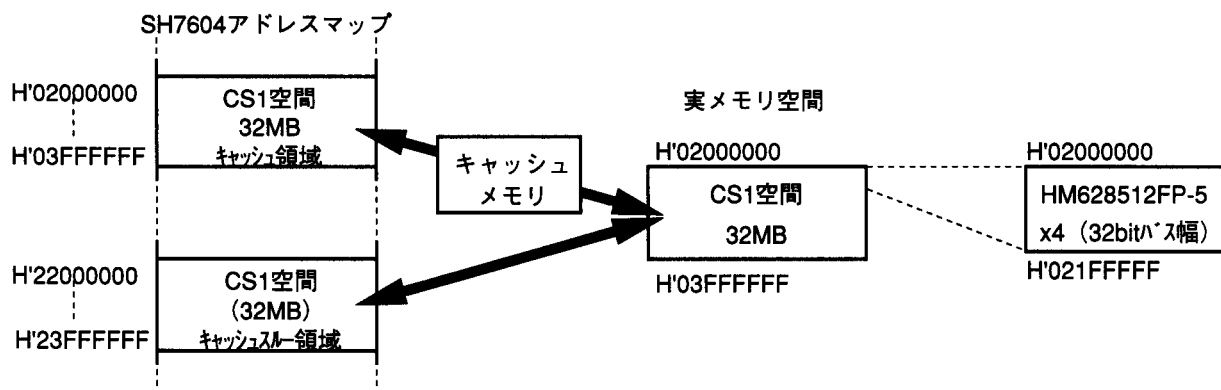 SH7604アドレスマップ
H'02000000
H'03FFFFFF
CS1空間
32MB
キャッシュ領域
H'22000000
H'23FFFFFF
CS1空間
(32MB)
キャッシュスルー領域
キャッシュ
メモリ
実メモリ空間
H'02000000
CS1空間
32MB
H'03FFFFFF
H'02000000
HM628512FP-5
x4 (32bitバス幅)
H'021FFFFF